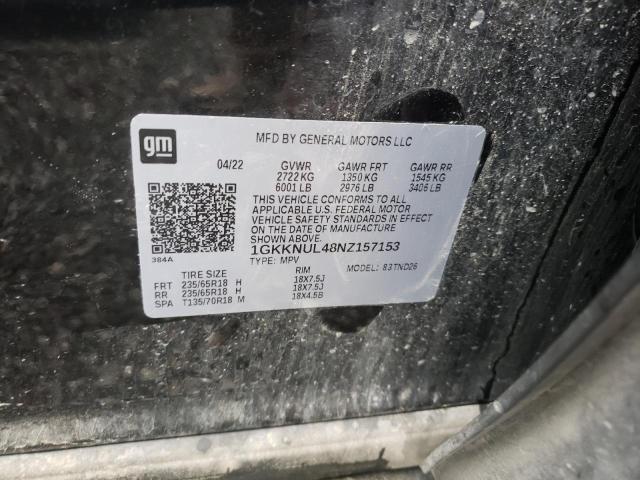 gm
MFD BY GENERAL MOTORS LLC
04/22 GVWR GAWR FRT GAWR RR
2722 KG 1350 KG 1545 KG
6001 LB 2976 LB 3406 LB
THIS VEHICLE CONFORMS TO ALL
APPLICABLE U.S. FEDERAL MOTOR
VEHICLE SAFETY STANDARDS IN
EFFECT ON THE DATE OF MANUFACTURE
SHOWN ABOVE.
1GKKNUL48NZ157153
384A
TYPE: MPV 83TND26
TIRE SIZE RIM
FRT 235/65R18 H 18X7.5J
RR 235/65R18 H 18X7.5J
SPA T135/70R18 M 18X4.5B